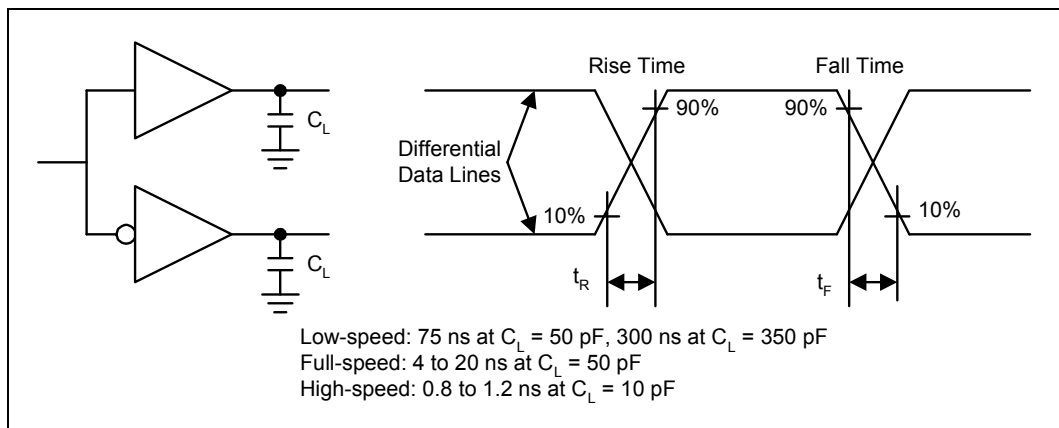 Rise Time
Fall Time
90%
90%
C_L
Differential
Data Lines
10%
10%
C_L
t_R
t_F
Low-speed: 75 ns at C_L = 50 pF, 300 ns at C_L = 350 pF
Full-speed: 4 to 20 ns at C_L = 50 pF
High-speed: 0.8 to 1.2 ns at C_L = 10 pF